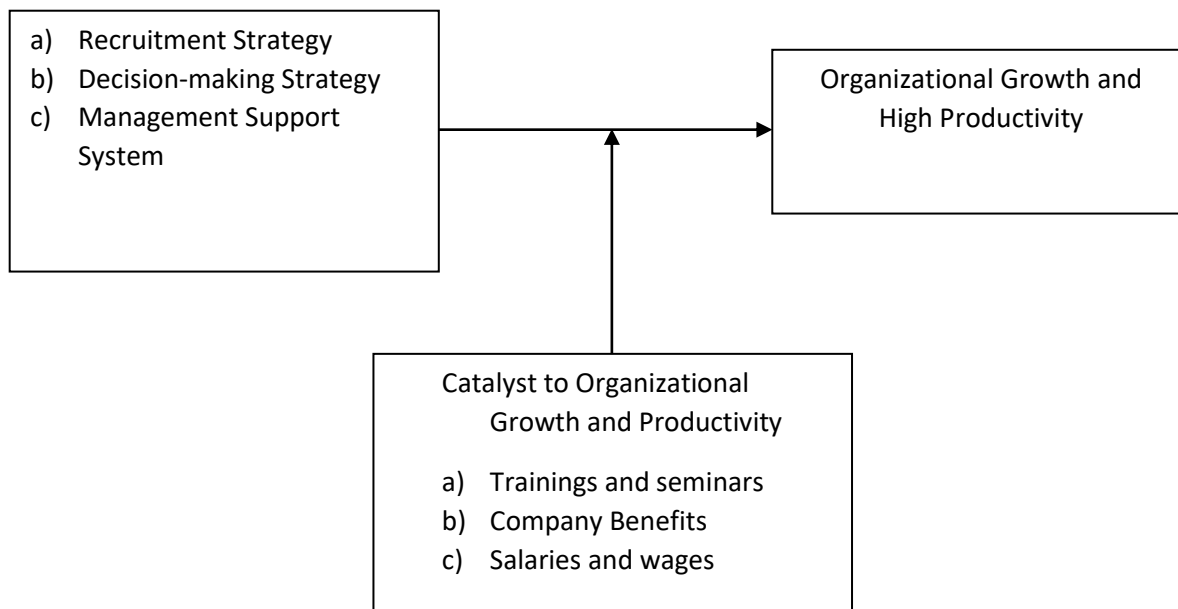 a) Recruitment Strategy
b) Decision-making Strategy
c) Management Support
System
Organizational Growth and
High Productivity
Catalyst to Organizational
Growth and Productivity
a) Trainings and seminars
b) Company Benefits
c) Salaries and wages